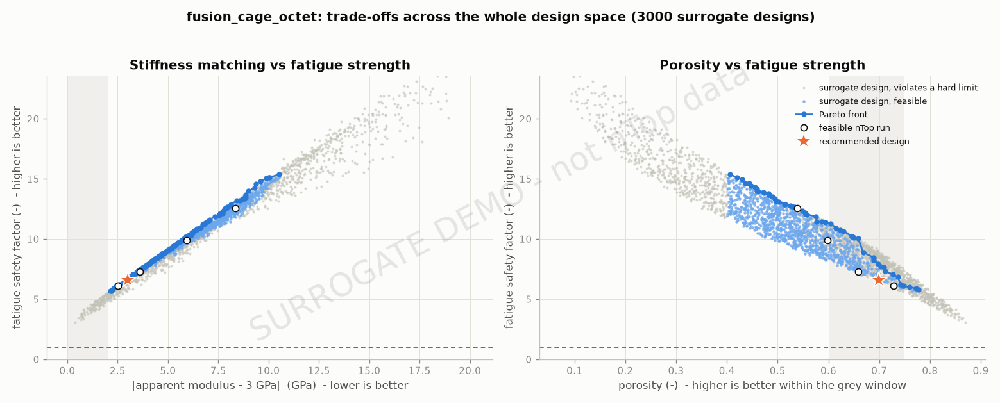 fusion_cage_octet: trade-offs across the whole design space (3000 surrogate designs)
Stiffness matching vs fatigue strength
fatigue safety factor (-)  - higher is better
20
15
10
5
0
0.0 2.5 5.0 7.5 10.0 12.5 15.0 17.5 20.0
|apparent modulus - 3 GPa|  (GPa)  - lower is better
Porosity vs fatigue strength
surrogate design, violates a hard limit
surrogate design, feasible
Pareto front
feasible nTop run
recommended design
fatigue safety factor (-)  - higher is better
20
15
10
5
0
0.1 0.2 0.3 0.4 0.5 0.6 0.7 0.8 0.9
porosity (-)  - higher is better within the grey window
SURROGATE DEMO - not nTop data